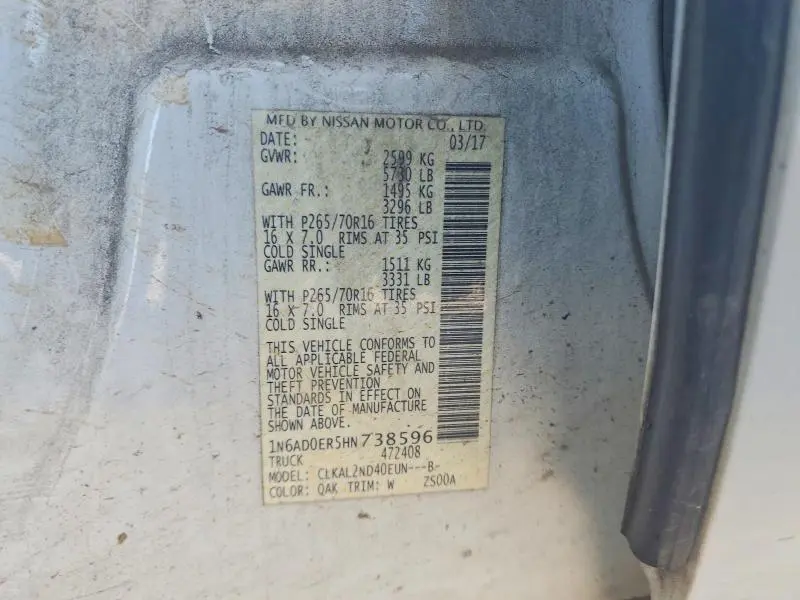 MFD BY NISSAN MOTOR CO., LTD.
DATE: 03/17
GVWR: 2599 KG
5730 LB
GAWR FR.: 1495 KG
3296 LB
WITH P265/70R16 TIRES
16 X 7.0 RIMS AT 35 PSI
COLD SINGLE
GAWR RR.: 1511 KG
3331 LB
WITH P265/70R16 TIRES
16 X 7.0 RIMS AT 35 PSI
COLD SINGLE
THIS VEHICLE CONFORMS TO
ALL APPLICABLE FEDERAL
MOTOR VEHICLE SAFETY AND
THEFT PREVENTION
STANDARDS IN EFFECT ON
THE DATE OF MANUFACTURE
SHOWN ABOVE.
1N6AD0ER5HN738596
TRUCK 472408
MODEL: CLKAL2ND40EUN---B-
COLOR: QAK TRIM: W ZS00A